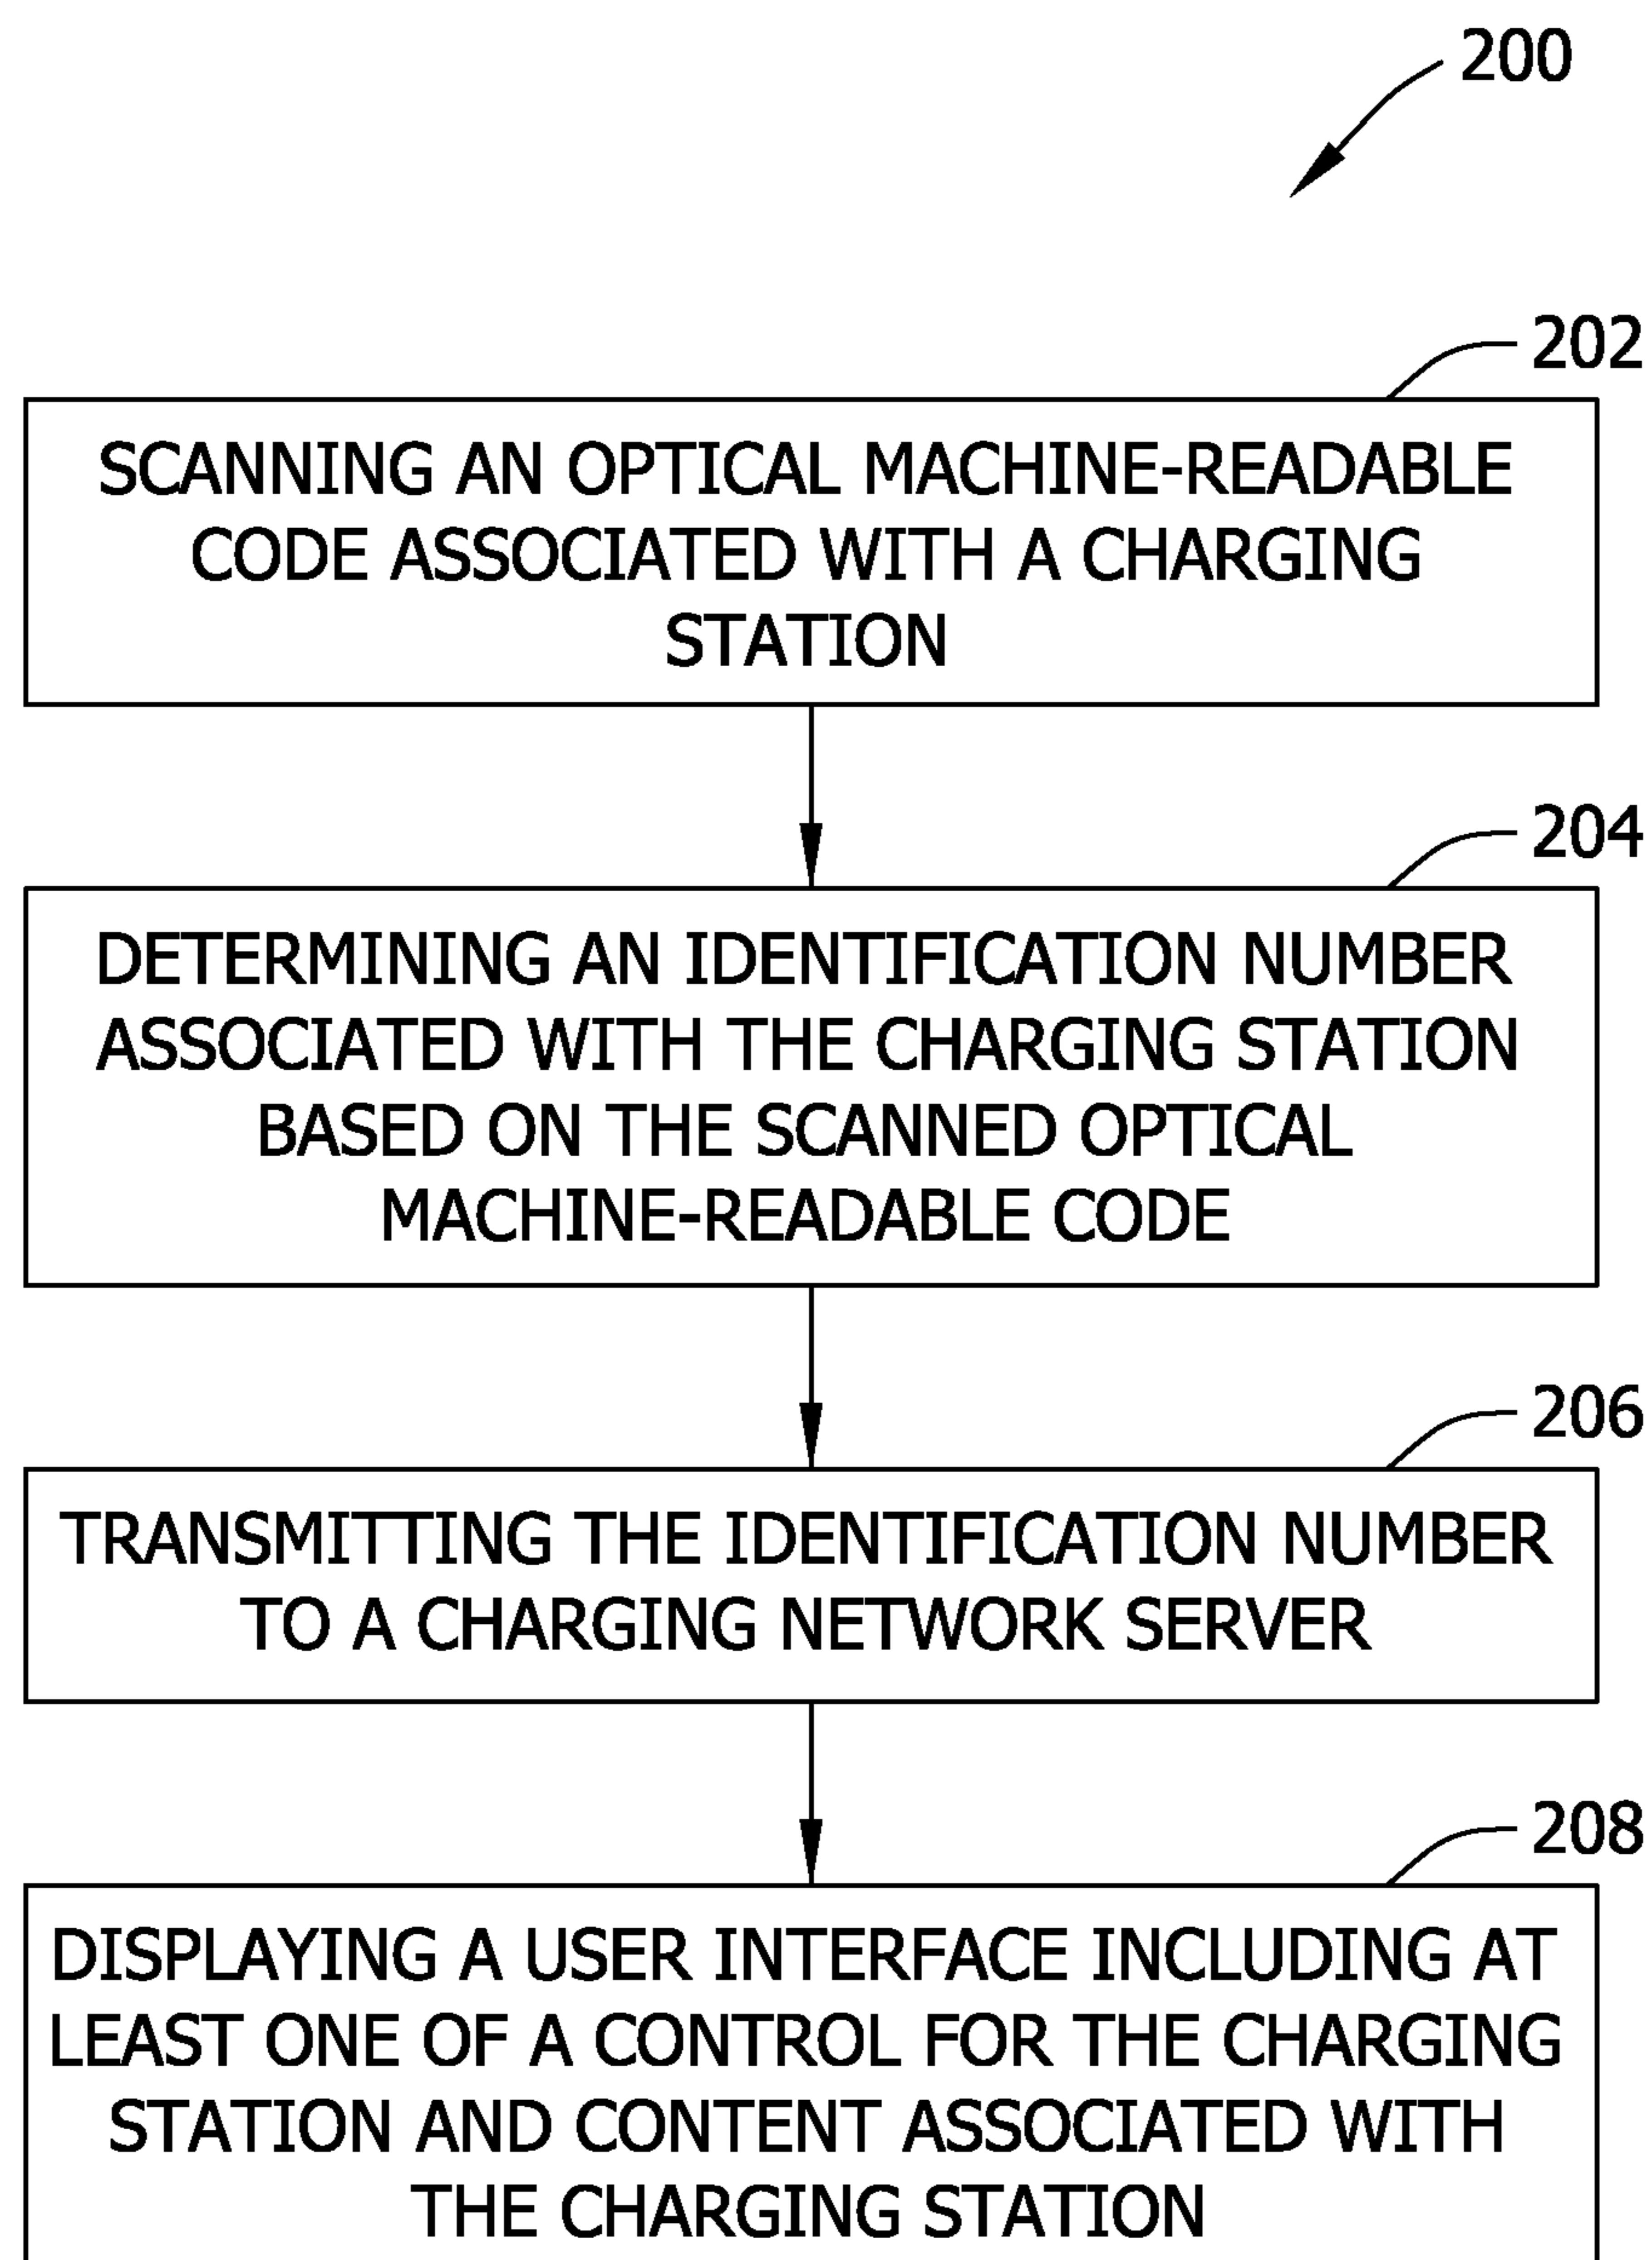 200
202
SCANNING AN OPTICAL MACHINE-READABLE
CODE ASSOCIATED WITH A CHARGING
STATION
204
DETERMINING AN IDENTIFICATION NUMBER
ASSOCIATED WITH THE CHARGING STATION
BASED ON THE SCANNED OPTICAL
MACHINE-READABLE CODE
206
TRANSMITTING THE IDENTIFICATION NUMBER
TO A CHARGING NETWORK SERVER
208
DISPLAYING A USER INTERFACE INCLUDING AT
LEAST ONE OF A CONTROL FOR THE CHARGING
STATION AND CONTENT ASSOCIATED WITH
THE CHARGING STATION